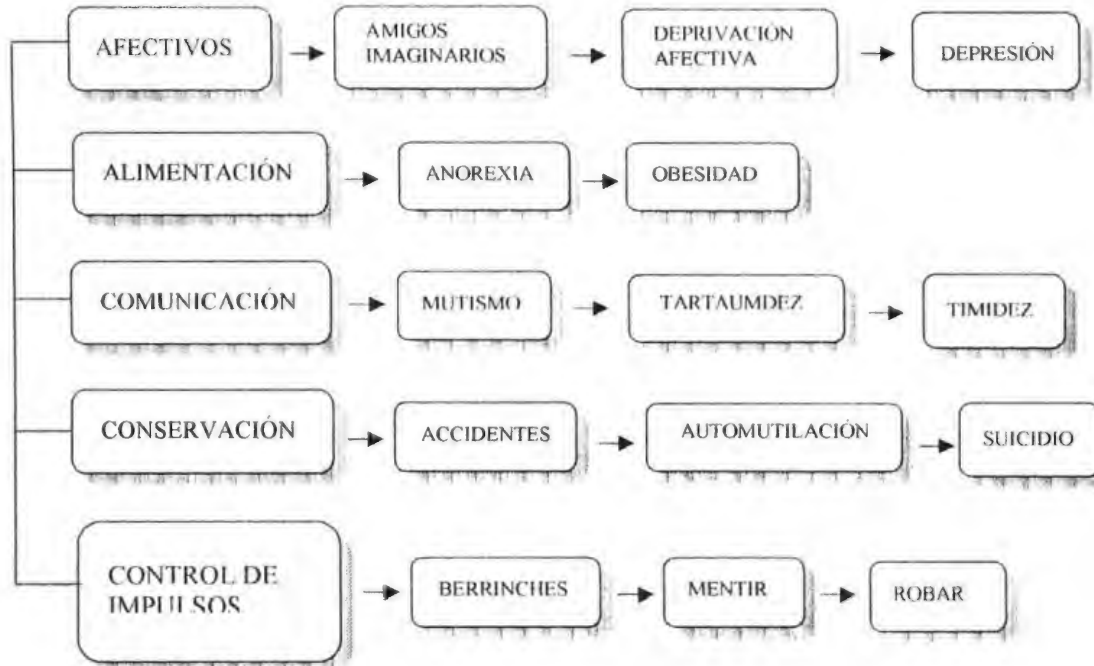 AFECTIVOS
AMIGOS
IMAGINARIOS
DEPRIVACIÓN
AFECTIVA
DEPRESIÓN
ALIMENTACIÓN
ANOREXIA
OBESIDAD
COMUNICACIÓN
MUTISMO
TARTAUMDEZ
TIMIDEZ
CONSERVACIÓN
ACCIDENTES
AUTOMUTILACIÓN
SUICIDIO
CONTROL DE
IMPULSOS
BERRINCHES
MENTIR
ROBAR